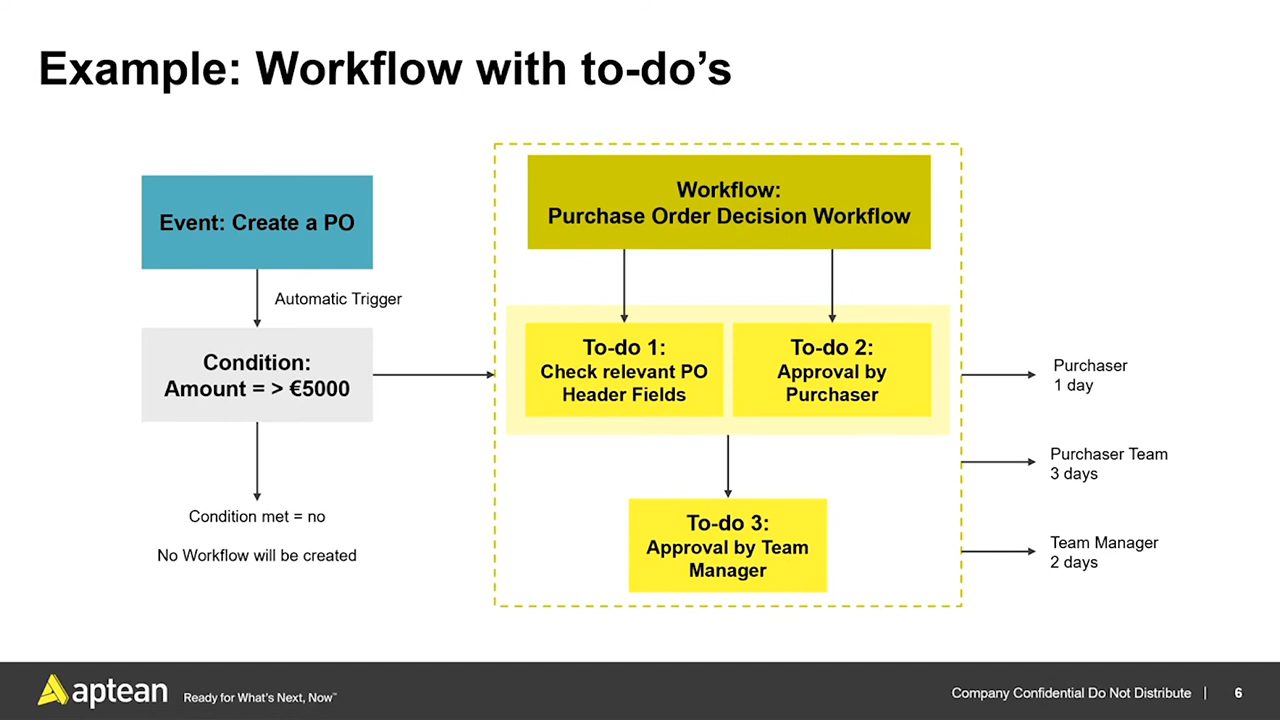 Example: Workflow with to-do’s
Event: Create a PO
Automatic Trigger
Condition:
Amount = > €5000
Condition met = no
No Workflow will be created
Workflow:
Purchase Order Decision Workflow
To-do 1:
Check relevant PO
Header Fields
To-do 2:
Approval by
Purchaser
To-do 3:
Approval by Team
Manager
Purchaser
1 day
Purchaser Team
3 days
Team Manager
2 days
aptean
Ready for What’s Next, Now™
Company Confidential Do Not Distribute | 6